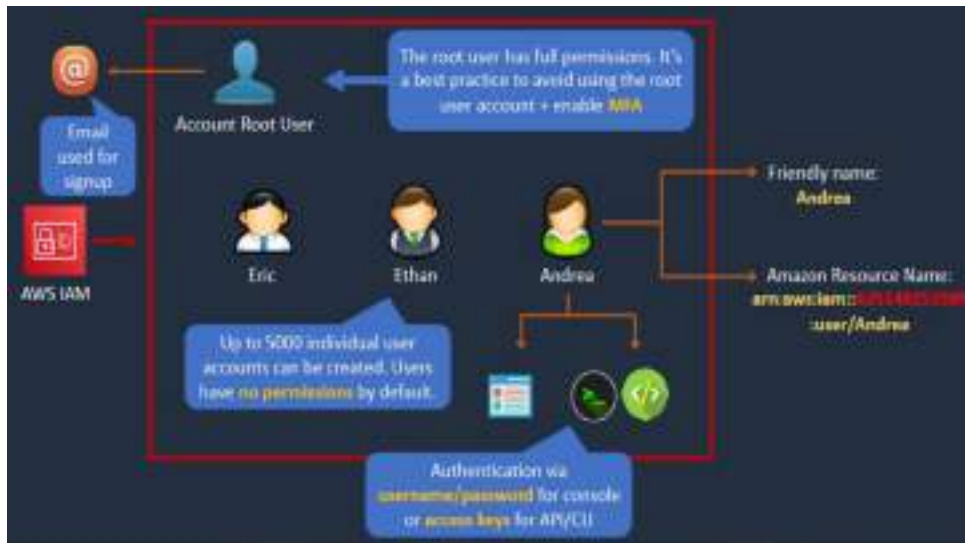 The root user has full permissions. It's
a best practice to avoid using the root
user account + enable MFA
Account Root User
Email
used for
signup
Friendly name:
Andrea
AWS IAM
Eric
Ethan
Andrea
Amazon Resource Name:
arn:aws:iam::
:user/Andrea
Up to 5000 individual user
accounts can be created. Users
have no permissions by default.
Authentication via
username/password for console
or access keys for API/CLI